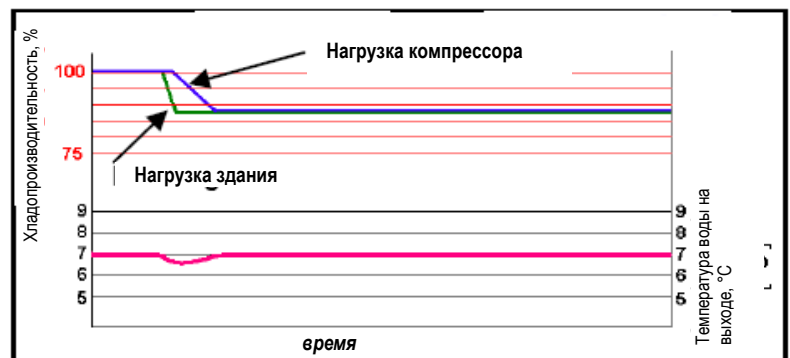 Хладопроизводительность, %
Нагрузка компрессора
100
75
Нагрузка здания
9
8
7
6
5
9
8
7
6
5
Температура воды на
выходе, °C
время